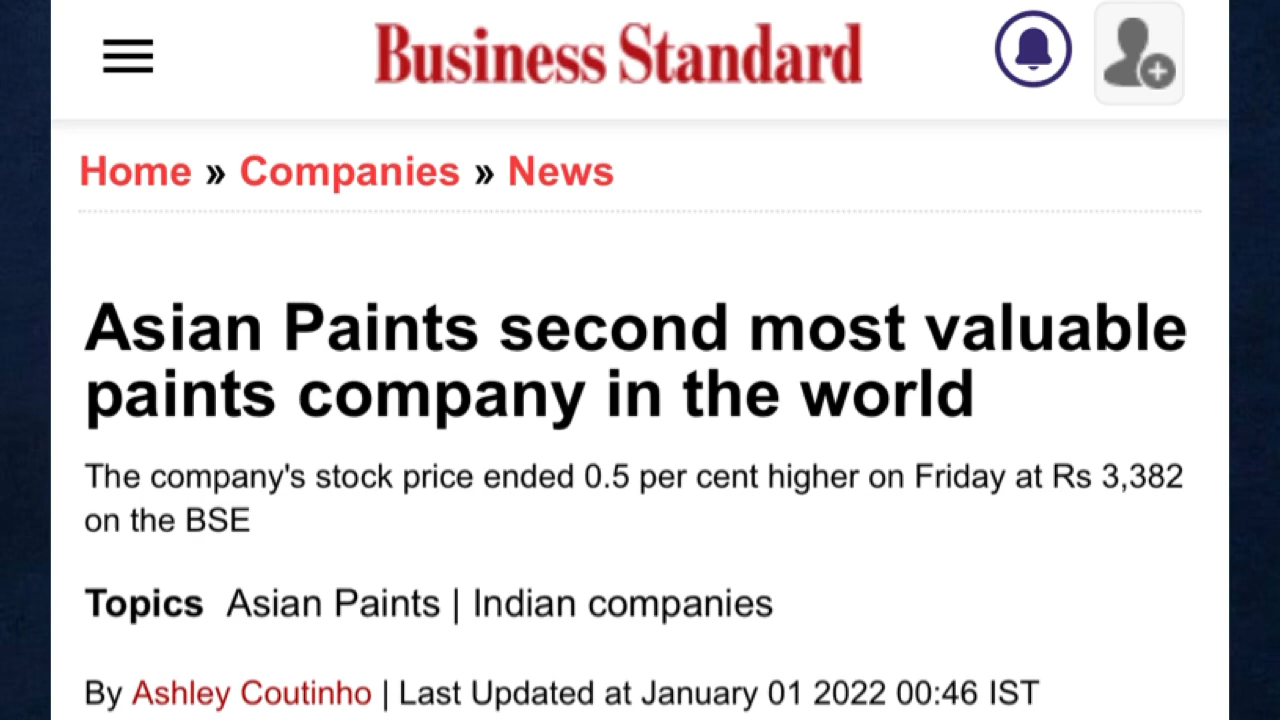 Business Standard
Home » Companies » News
Asian Paints second most valuable
paints company in the world
The company's stock price ended 0.5 per cent higher on Friday at Rs 3,382
on the BSE
Topics Asian Paints | Indian companies
By Ashley Coutinho | Last Updated at January 01 2022 00:46 IST